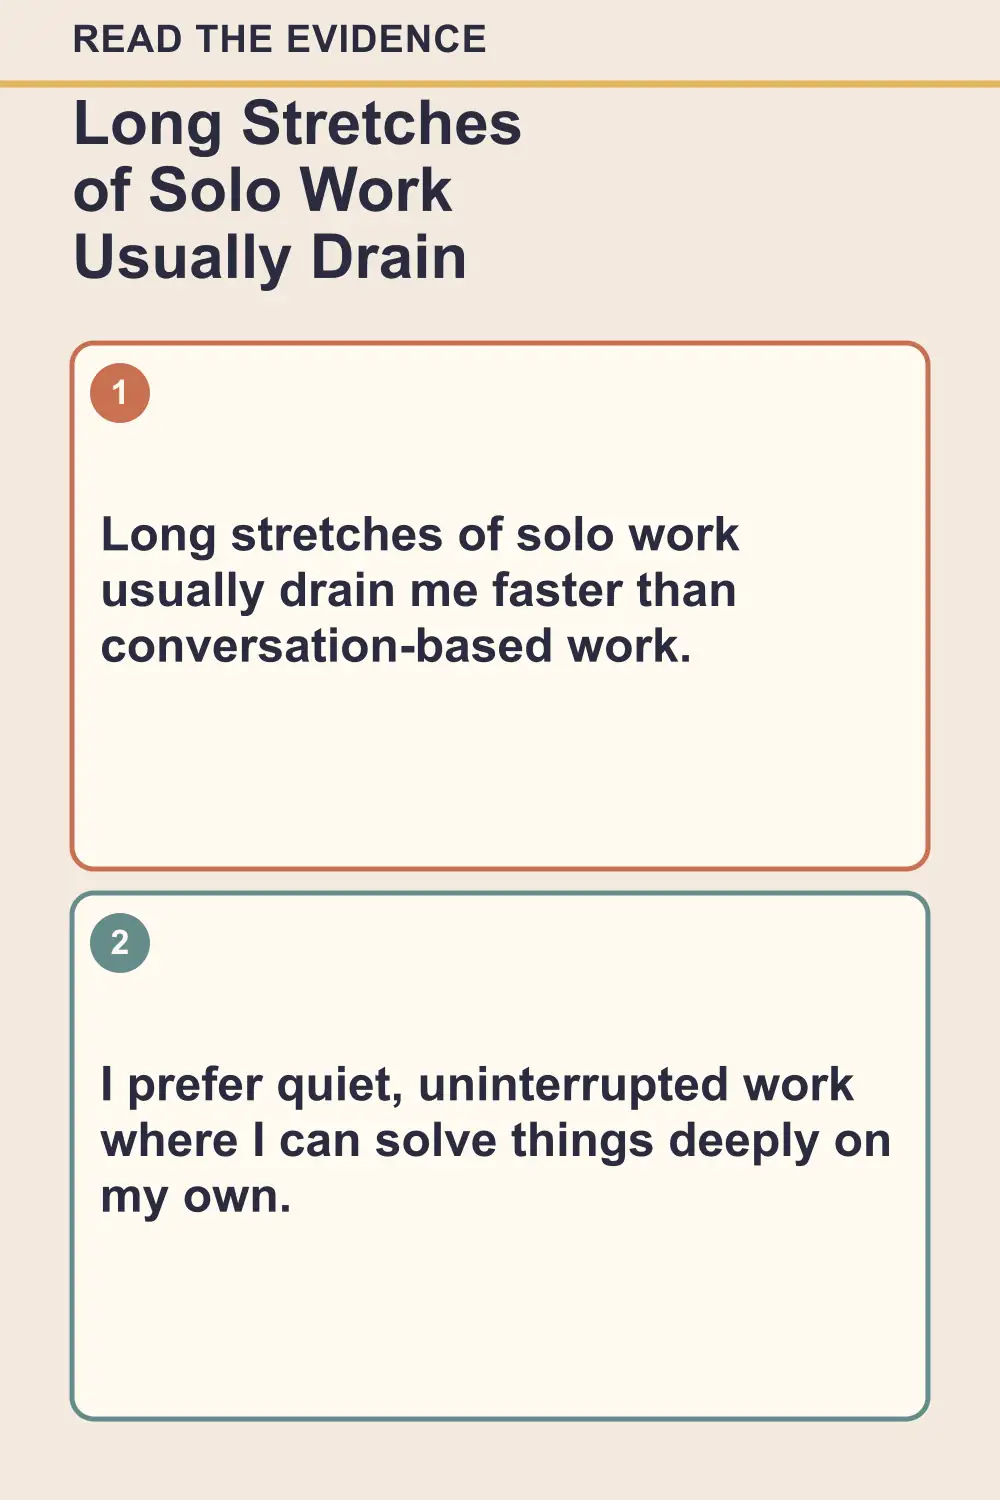 READ THE EVIDENCE
Long Stretches
of Solo Work
Usually Drain
1
Long stretches of solo work
usually drain me faster than
conversation-based work.
2
I prefer quiet, uninterrupted work
where I can solve things deeply on
my own.